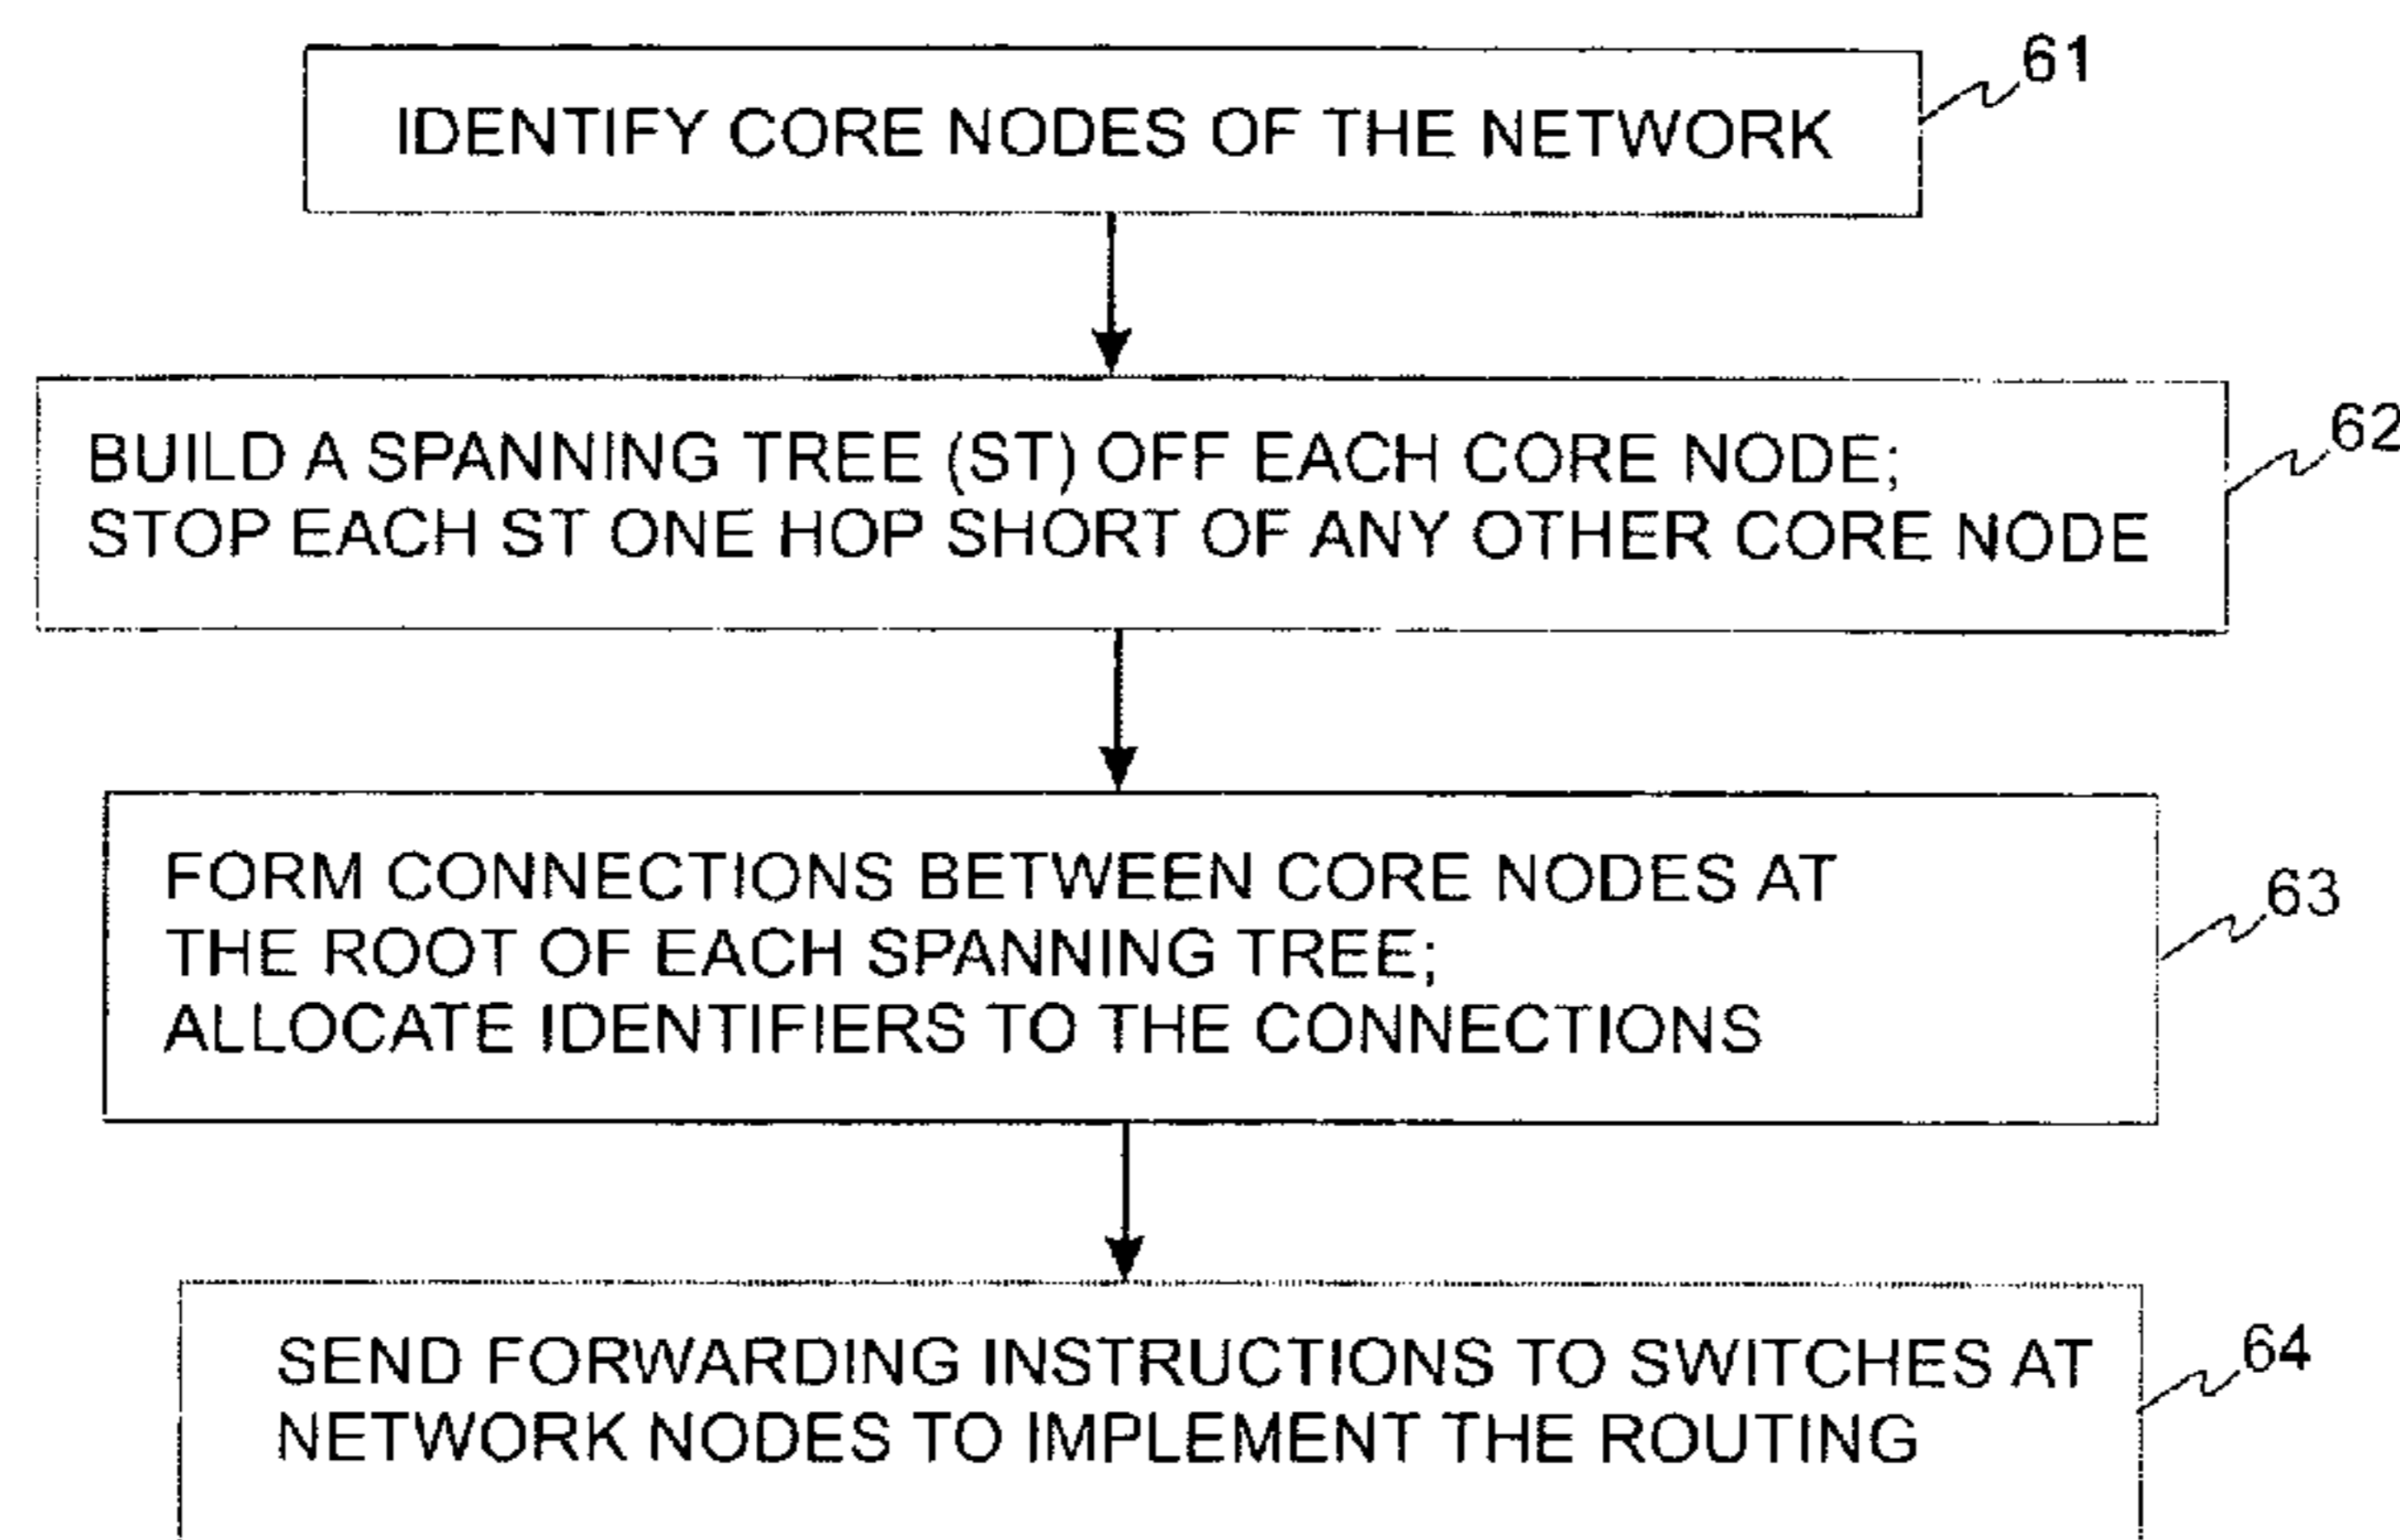 61
IDENTIFY CORE NODES OF THE NETWORK
62
BUILD A SPANNING TREE (ST) OFF EACH CORE NODE;
STOP EACH ST ONE HOP SHORT OF ANY OTHER CORE NODE
63
FORM CONNECTIONS BETWEEN CORE NODES AT
THE ROOT OF EACH SPANNING TREE;
ALLOCATE IDENTIFIERS TO THE CONNECTIONS
64
SEND FORWARDING INSTRUCTIONS TO SWITCHES AT
NETWORK NODES TO IMPLEMENT THE ROUTING